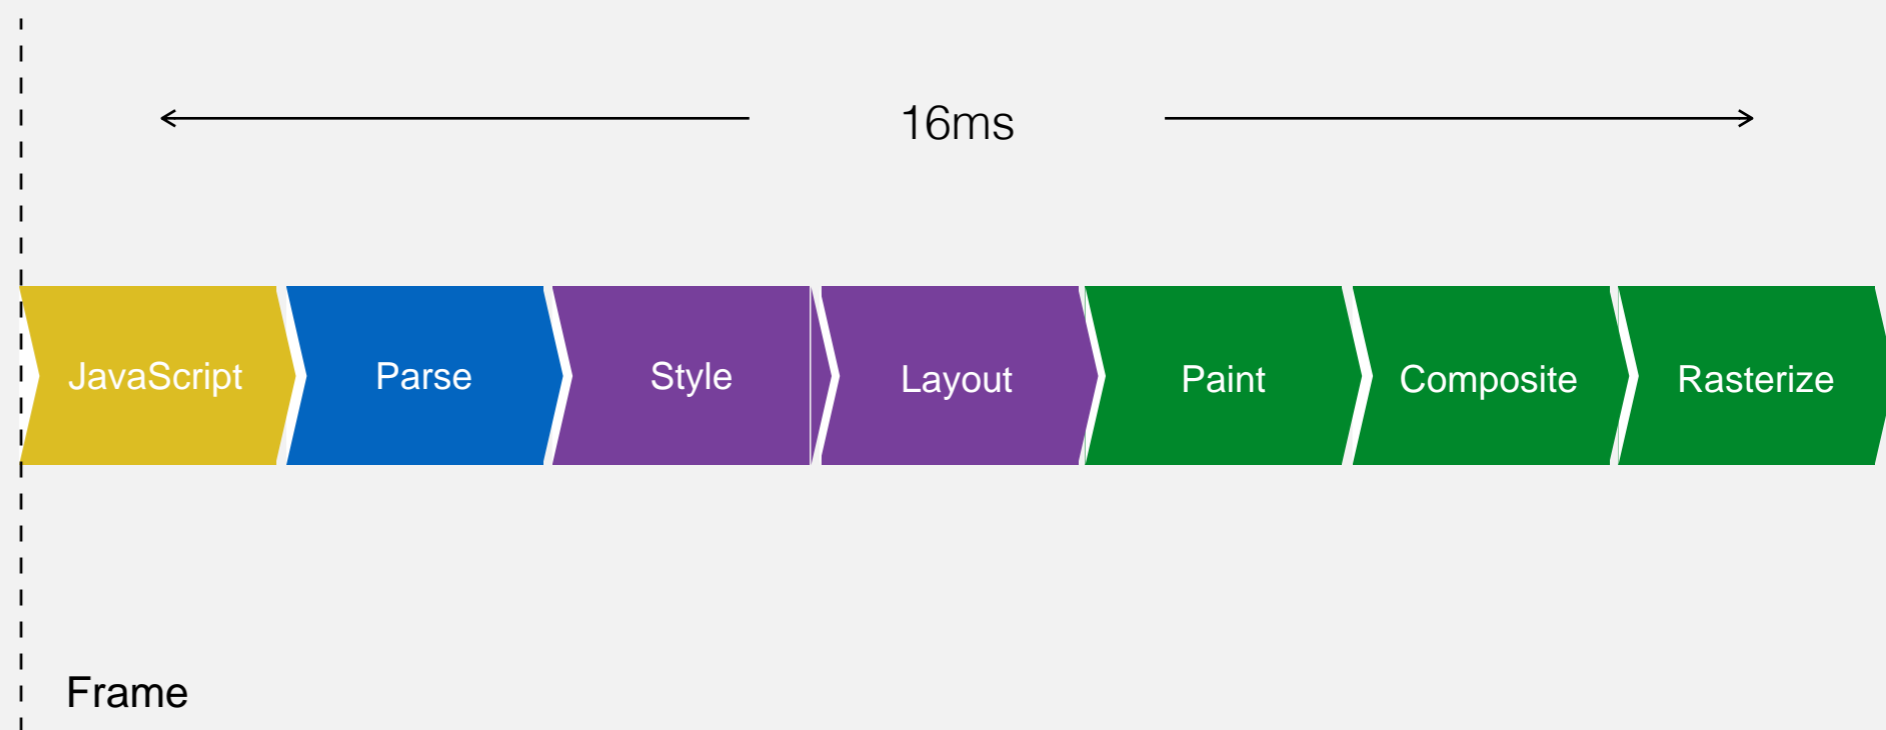 16ms
JavaScript
Parse
Style
Layout
Paint
Composite
Rasterize
Frame